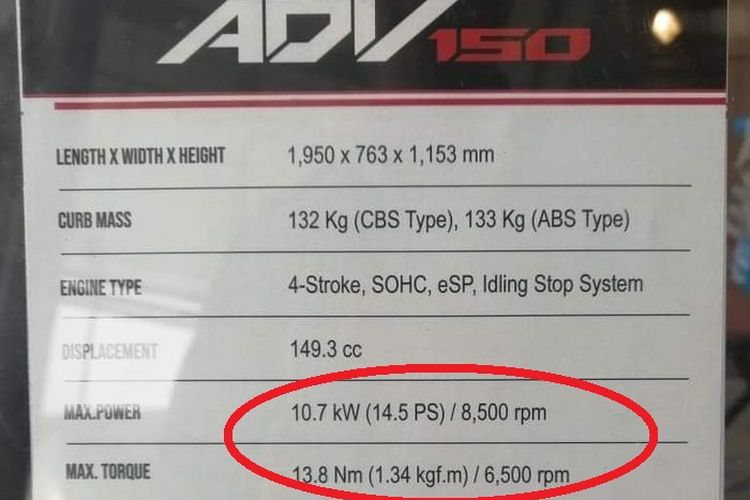 ADV150
LENGTH X WIDTH X HEIGHT 1,950 x 763 x 1,153 mm
CURB MASS 132 Kg (CBS Type), 133 Kg (ABS Type)
ENGINE TYPE 4-Stroke, SOHC, eSP, Idling Stop System
DISPLACEMENT 149.3 cc
MAX.POWER 10.7 kW (14.5 PS) / 8,500 rpm
MAX. TORQUE 13.8 Nm (1.34 kgf.m) / 6,500 rpm